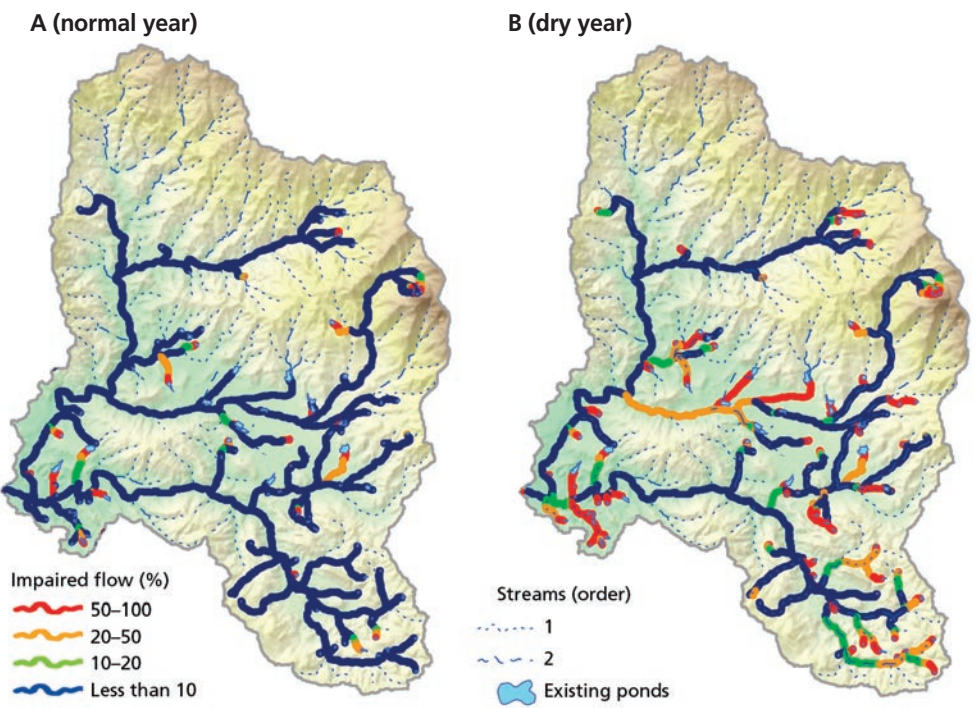 A (normal year)
B (dry year)
Impaired flow (%)
50–100
20–50
10–20
Less than 10
Streams (order)
1
2
Existing ponds